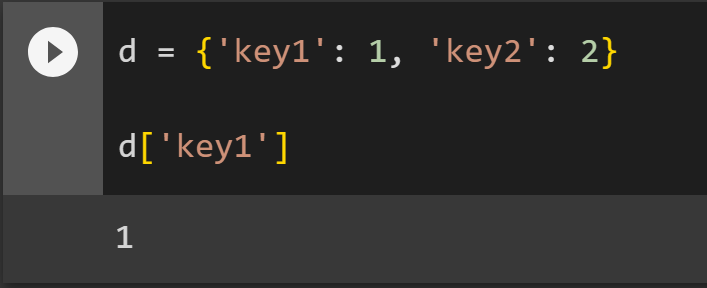 d = {'key1': 1, 'key2': 2}
d['key1']
1